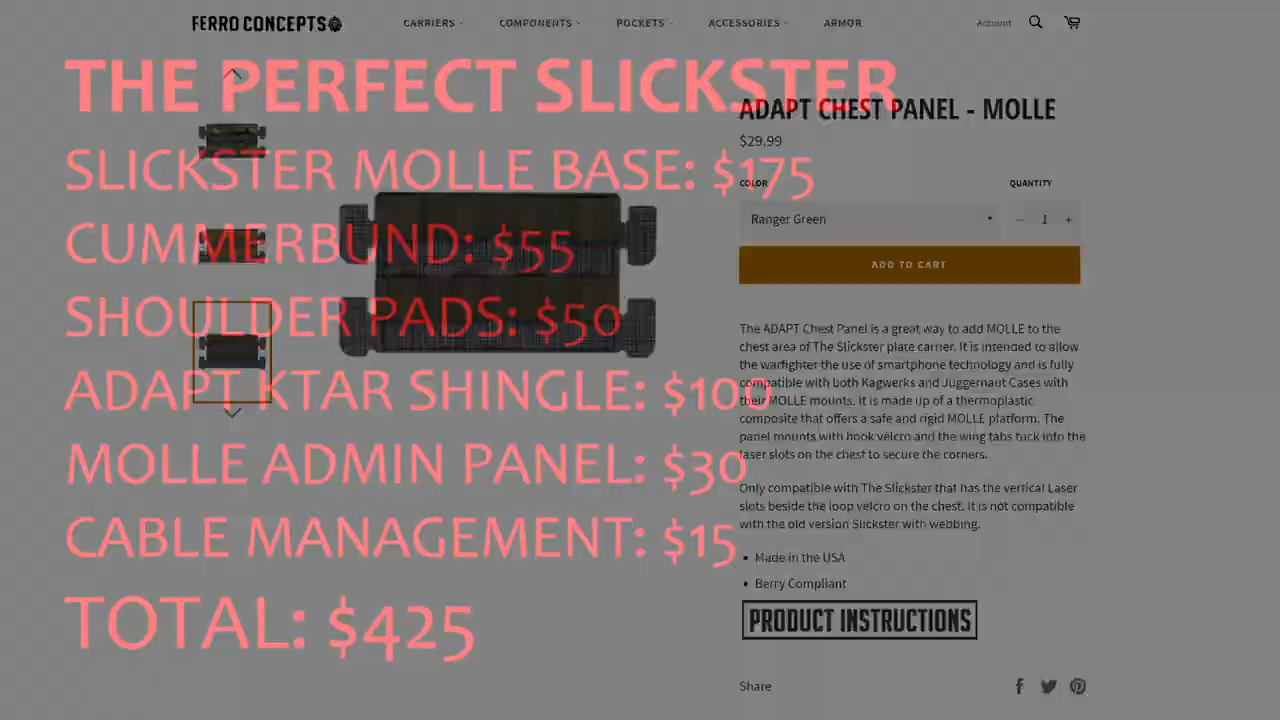 FERRO CONCEPTS
CARRIERS COMPONENTS POCKETS ACCESSORIES ARMOR
Account
THE PERFECT SLICKSTER
SLICKSTER MOLLE BASE: $175
CUMMERBUND: $55
SHOULDER PADS: $50
ADAPT KTAR SHINGLE: $100
MOLLE ADMIN PANEL: $30
CABLE MANAGEMENT: $15
TOTAL: $425
ADAPT CHEST PANEL - MOLLE
$29.99
COLOR QUANTITY
Ranger Green − 1 +
ADD TO CART
The ADAPT Chest Panel is a great way to add MOLLE to the
chest area of The Slickster plate carrier. It is intended to allow
the warfighter the use of smartphone technology and is fully
compatible with both Kagwerks and Juggernaut Cases with
their MOLLE mounts. It is made up of a thermoplastic
composite that offers a safe and rigid MOLLE platform. The
panel mounts with hook velcro and the wing tabs tuck into the
laser slots on the chest to secure the corners.
Only compatible with The Slickster that has the vertical Laser
slots beside the loop velcro on the chest. It is not compatible
with the old version Slickster with webbing.
• Made in the USA
• Berry Compliant
PRODUCT INSTRUCTIONS
Share